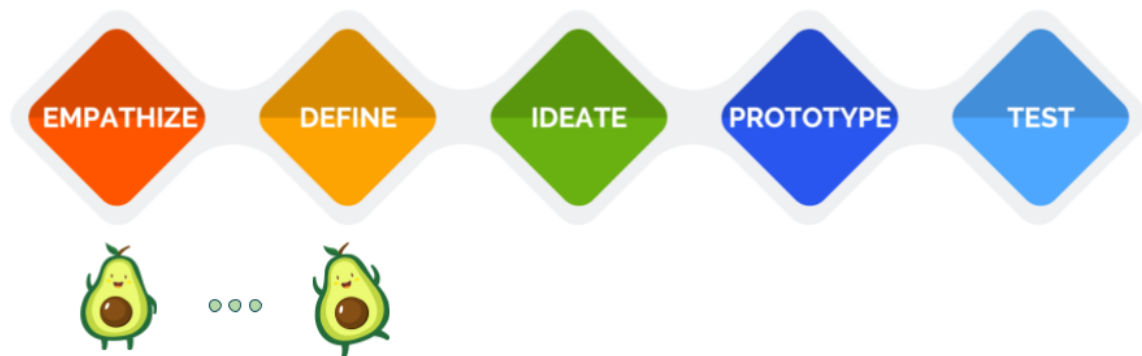 EMPATHIZE
DEFINE
IDEATE
PROTOTYPE
TEST